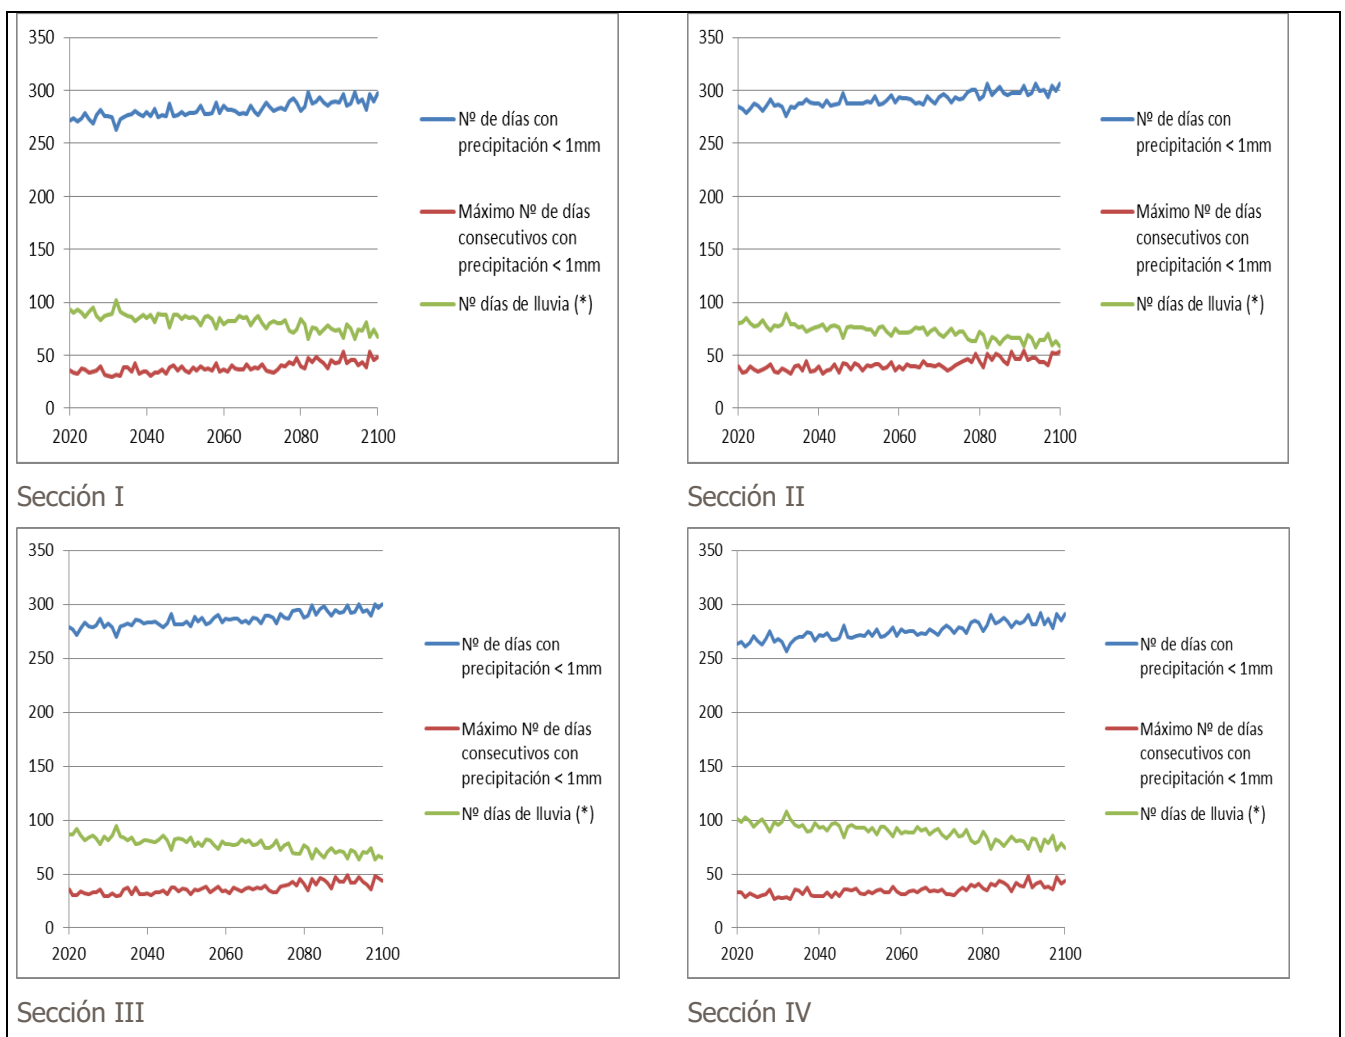 350
300
250
200
150
100
50
0
2020 2040 2060 2080 2100
Nº de días con
precipitación < 1mm
Máximo Nº de días
consecutivos con
precipitación < 1mm
Nº días de lluvia (*)
Sección I
350
300
250
200
150
100
50
0
2020 2040 2060 2080 2100
Nº de días con
precipitación < 1mm
Máximo Nº de días
consecutivos con
precipitación < 1mm
Nº días de lluvia (*)
Sección II
350
300
250
200
150
100
50
0
2020 2040 2060 2080 2100
Nº de días con
precipitación < 1mm
Máximo Nº de días
consecutivos con
precipitación < 1mm
Nº días de lluvia (*)
Sección III
350
300
250
200
150
100
50
0
2020 2040 2060 2080 2100
Nº de días con
precipitación < 1mm
Máximo Nº de días
consecutivos con
precipitación < 1mm
Nº días de lluvia (*)
Sección IV